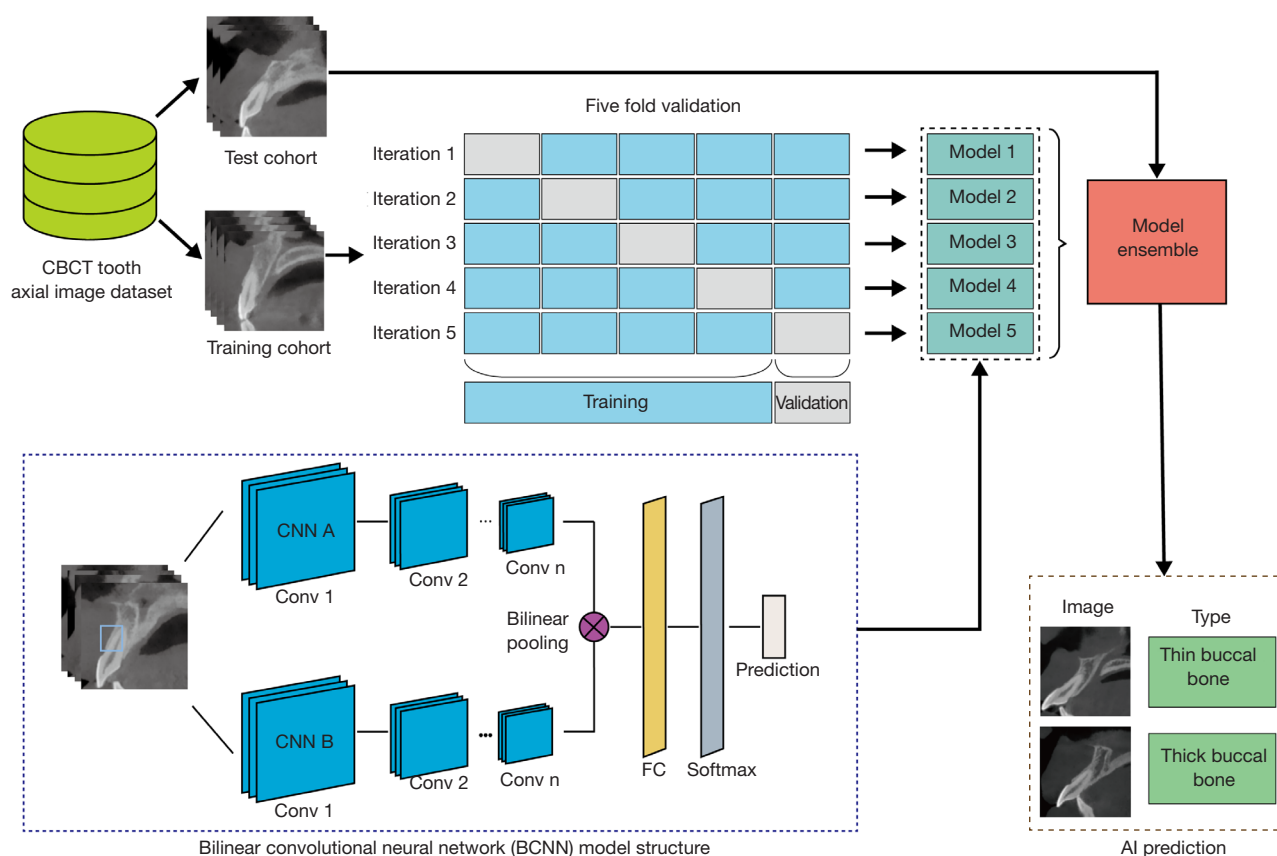 Test cohort
CBCT tooth
axial image dataset
Training cohort
Five fold validation
Iteration 1
Iteration 2
Iteration 3
Iteration 4
Iteration 5
Training
Validation
Model 1
Model 2
Model 3
Model 4
Model 5
Model
ensemble
CNN A
Conv 1
Conv 2
...
Conv n
CNN B
Conv 1
Conv 2
...
Conv n
Bilinear
pooling
FC
Softmax
Prediction
Bilinear convolutional neural network (BCNN) model structure
Image
Type
Thin buccal
bone
Thick buccal
bone
AI prediction